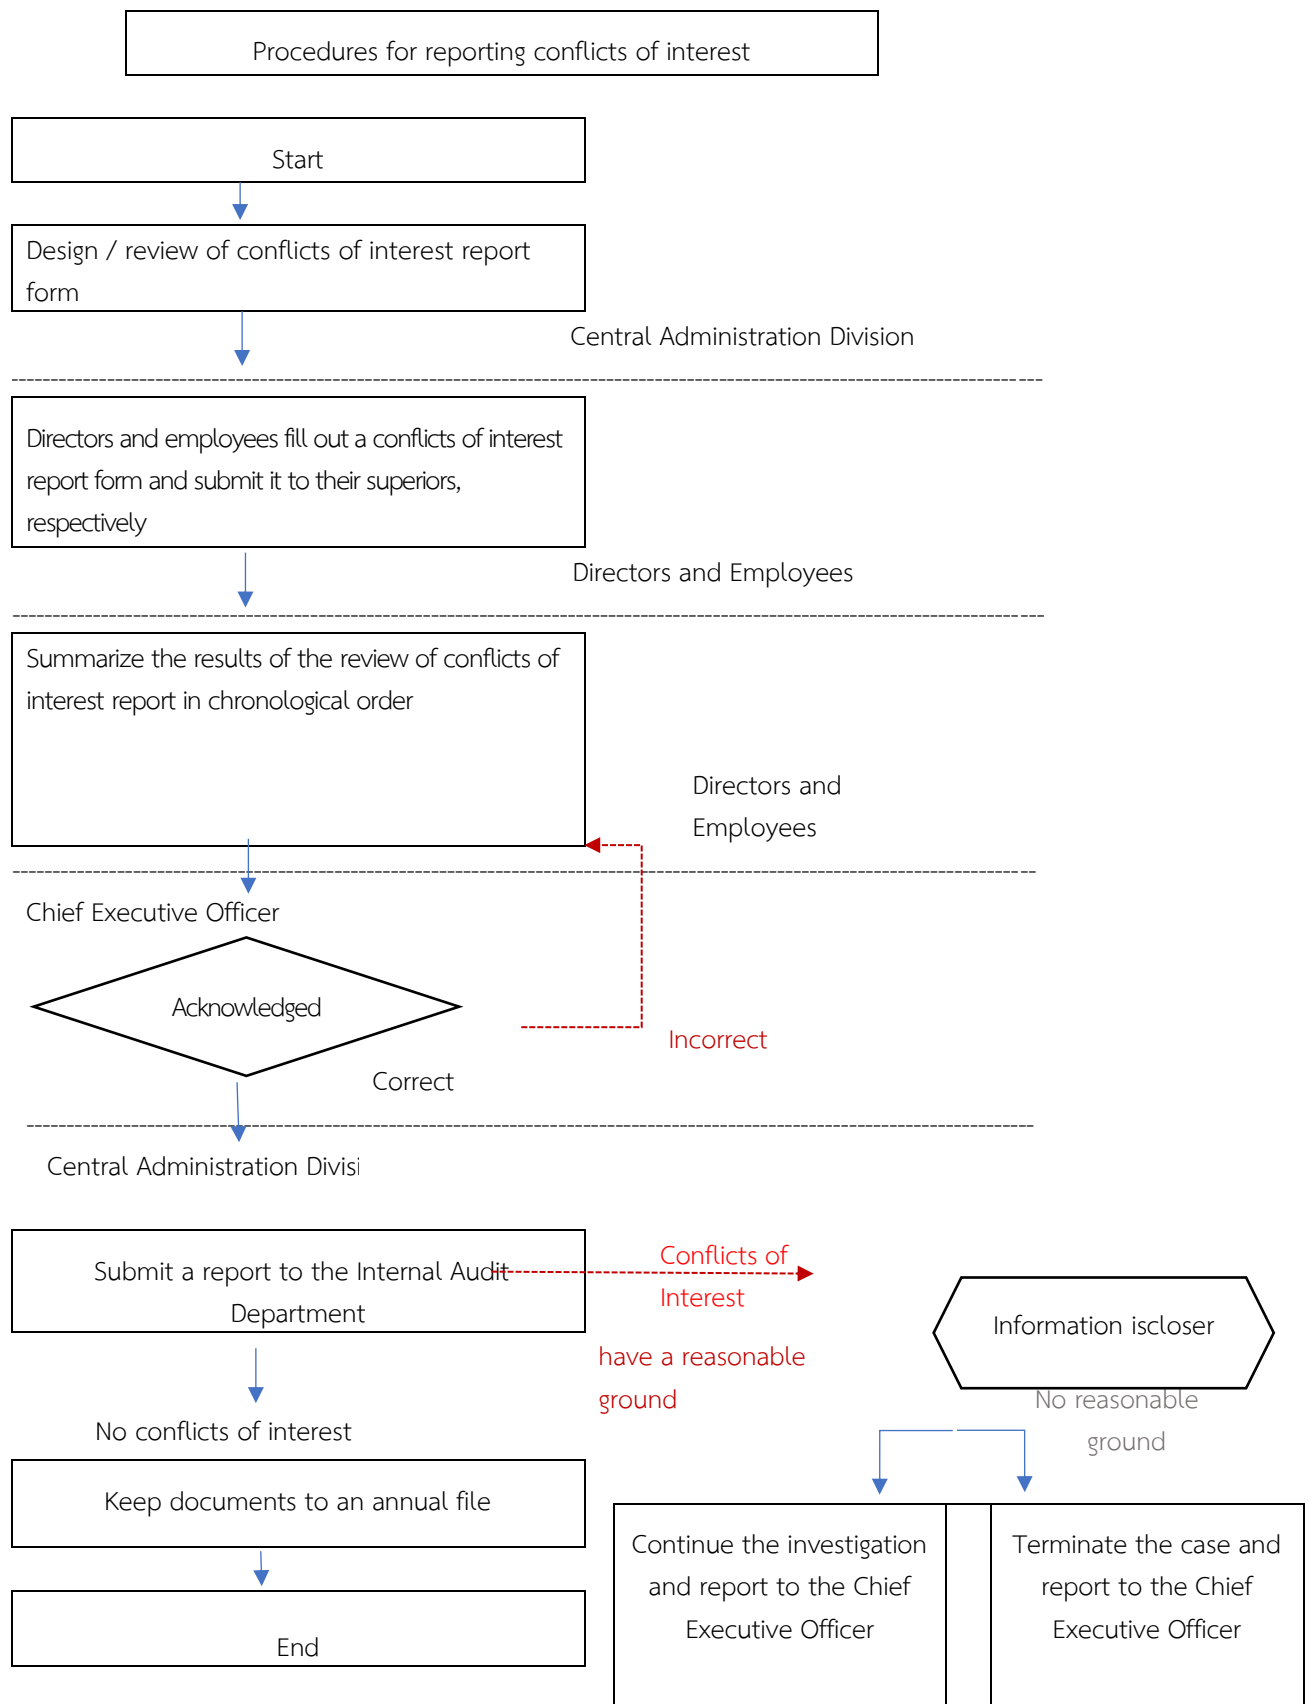 Procedures for reporting conflicts of interest
Start
Design / review of conflicts of interest report
form
Central Administration Division
Directors and employees fill out a conflicts of interest
report form and submit it to their superiors,
respectively
Directors and Employees
Summarize the results of the review of conflicts of
interest report in chronological order
Directors and
Employees
Chief Executive Officer
Acknowledged
Incorrect
Correct
Central Administration Divisi
Submit a report to the Internal Audit
Department
Conflicts of
Interest
have a reasonable
ground
Information iscloser
No reasonable
ground
No conflicts of interest
Keep documents to an annual file
End
Continue the investigation
and report to the Chief
Executive Officer
Terminate the case and
report to the Chief
Executive Officer